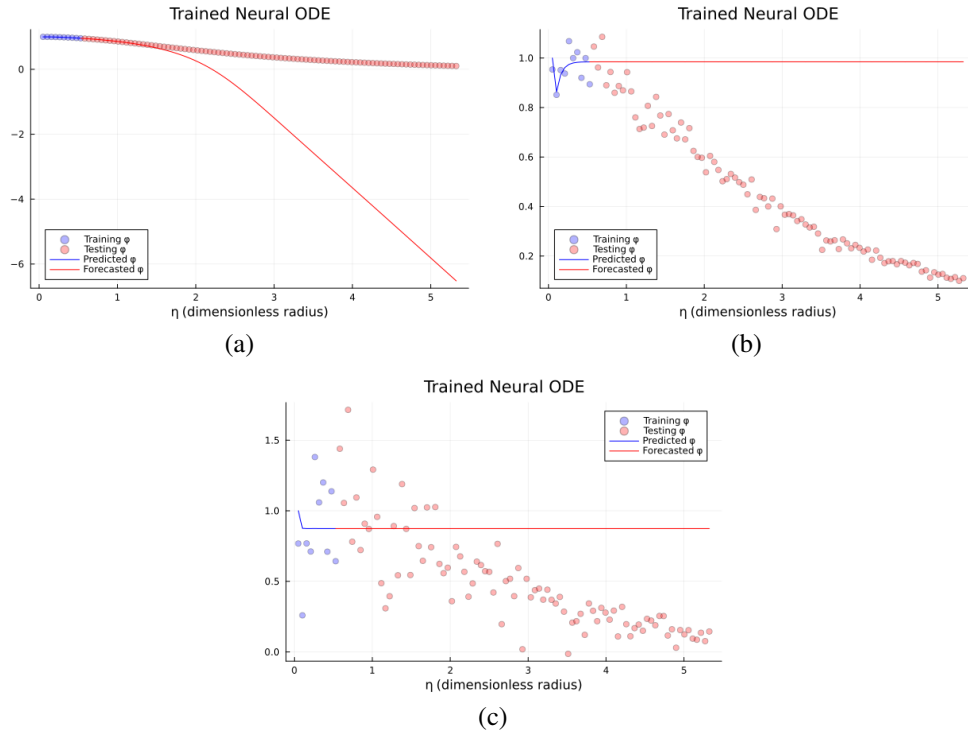 Trained Neural ODE
0
−2
−4
−6
Training φ
Testing φ
Predicted φ
Forecasted φ
0 1 2 3 4 5
η (dimensionless radius)
(a)
Trained Neural ODE
1.0
0.8
0.6
0.4
0.2
Training φ
Testing φ
Predicted φ
Forecasted φ
0 1 2 3 4 5
η (dimensionless radius)
(b)
Trained Neural ODE
1.5
1.0
0.5
0.0
Training φ
Testing φ
Predicted φ
Forecasted φ
0 1 2 3 4 5
η (dimensionless radius)
(c)